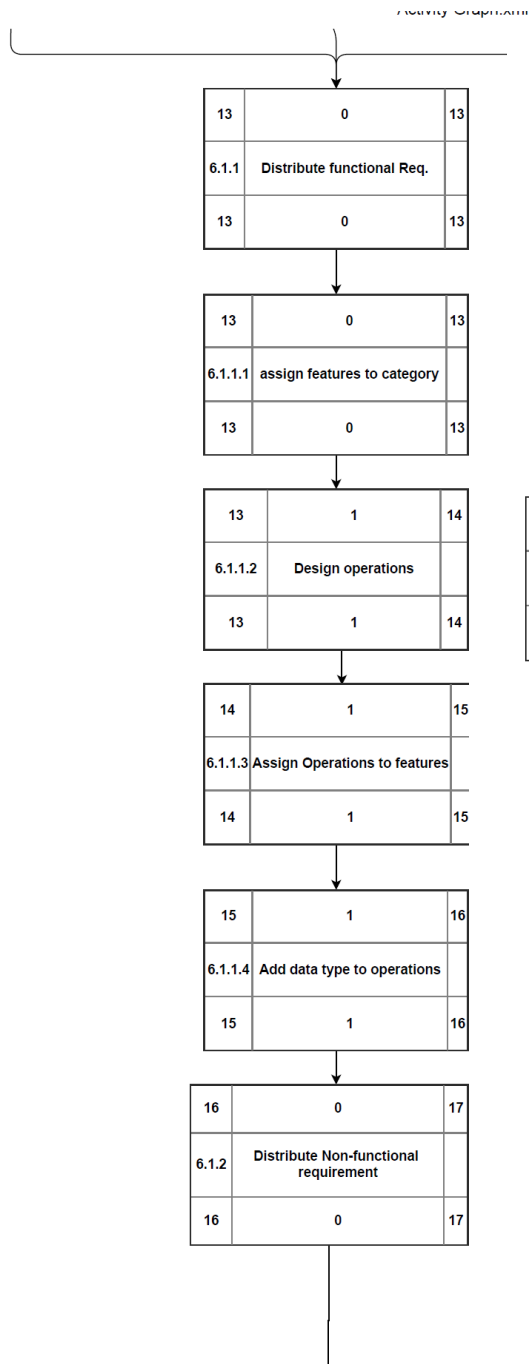 Activity Graph.xml
13 0 13
6.1.1 Distribute functional Req.
13 0 13
13 0 13
6.1.1.1 assign features to category
13 0 13
13 1 14
6.1.1.2 Design operations
13 1 14
14 1 15
6.1.1.3 Assign Operations to features
14 1 15
15 1 16
6.1.1.4 Add data type to operations
15 1 16
16 0 17
6.1.2 Distribute Non-functional
requirement
16 0 17